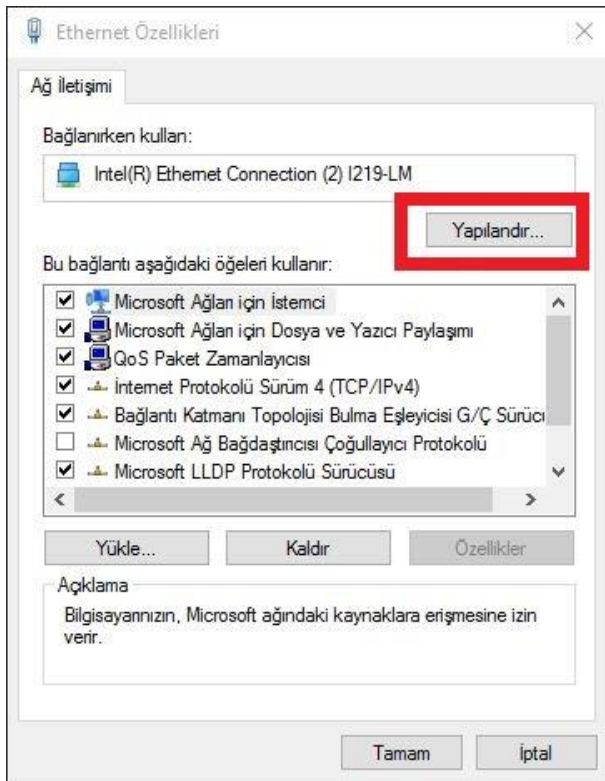 Ethernet Özellikleri
Ağ İletişimi
Bağlanırken kullan:
Intel(R) Ethernet Connection (2) I219-LM
Yapılandır...
Bu bağlantı aşağıdaki öğeleri kullanır:
Microsoft Ağları için İstemci
Microsoft Ağları için Dosya ve Yazıcı Paylaşımı
QoS Paket Zamanlayıcısı
İnternet Protokolü Sürüm 4 (TCP/IPv4)
Bağlantı Katmanı Topolojisi Bulma Eşleyicisi G/Ç Sürücı
Microsoft Ağ Bağdaştırıcısı Çoğullayıcı Protokolü
Microsoft LLDP Protokolü Sürücüsü
Yükle... Kaldır Özellikler
Açıklama
Bilgisayarınızın, Microsoft ağındaki kaynaklara erişmesine izin
verir.
Tamam İptal